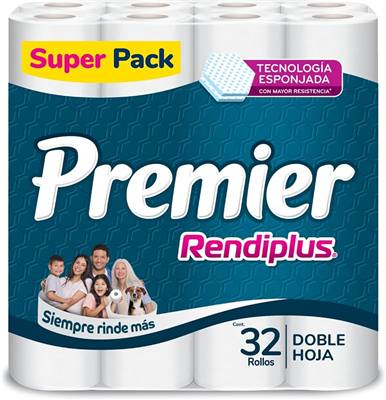 Super Pack
TECNOLOGÍA
ESPONJADA
CON MAYOR RESISTENCIA*
Premier
Rendiplus®
Siempre rinde más
Cont.
32
Rollos
DOBLE
HOJA